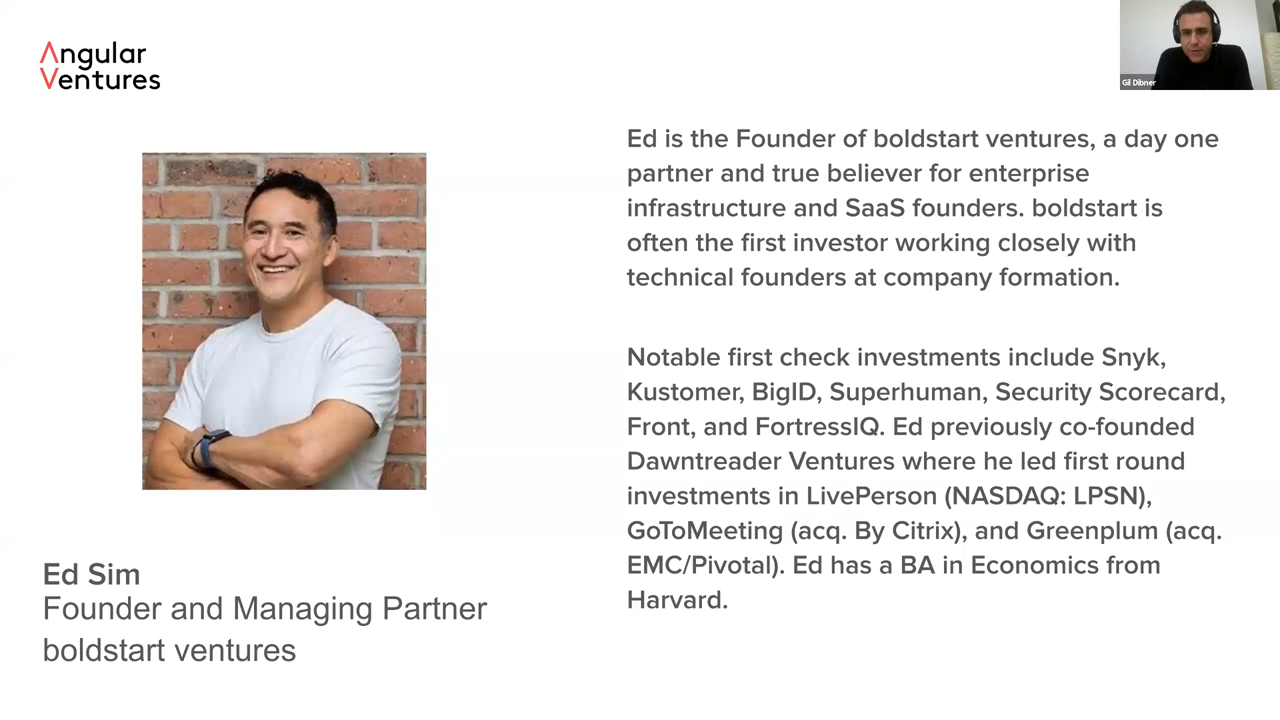 Angular
Ventures
Gil Dibner
Ed is the Founder of boldstart ventures, a day one
partner and true believer for enterprise
infrastructure and SaaS founders. boldstart is
often the first investor working closely with
technical founders at company formation.
Notable first check investments include Snyk,
Kustomer, BigID, Superhuman, Security Scorecard,
Front, and FortressIQ. Ed previously co-founded
Dawntreader Ventures where he led first round
investments in LivePerson (NASDAQ: LPSN),
GoToMeeting (acq. By Citrix), and Greenplum (acq.
EMC/Pivotal). Ed has a BA in Economics from
Harvard.
Ed Sim
Founder and Managing Partner
boldstart ventures